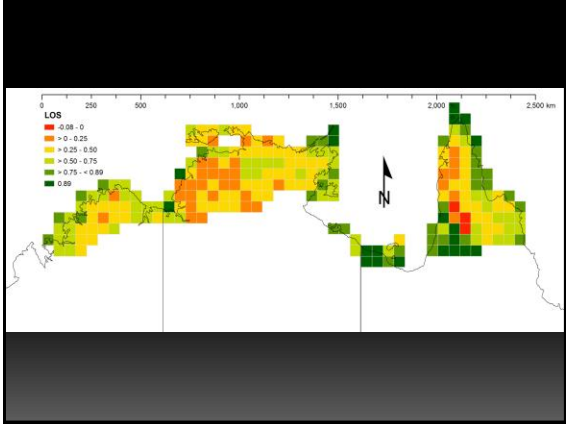 0 250 500 1,000 1,500 2,000 2,500 km
LOS
-0.08 - 0
> 0 - 0.25
> 0.25 - 0.50
> 0.50 - 0.75
> 0.75 - < 0.89
0.89
N